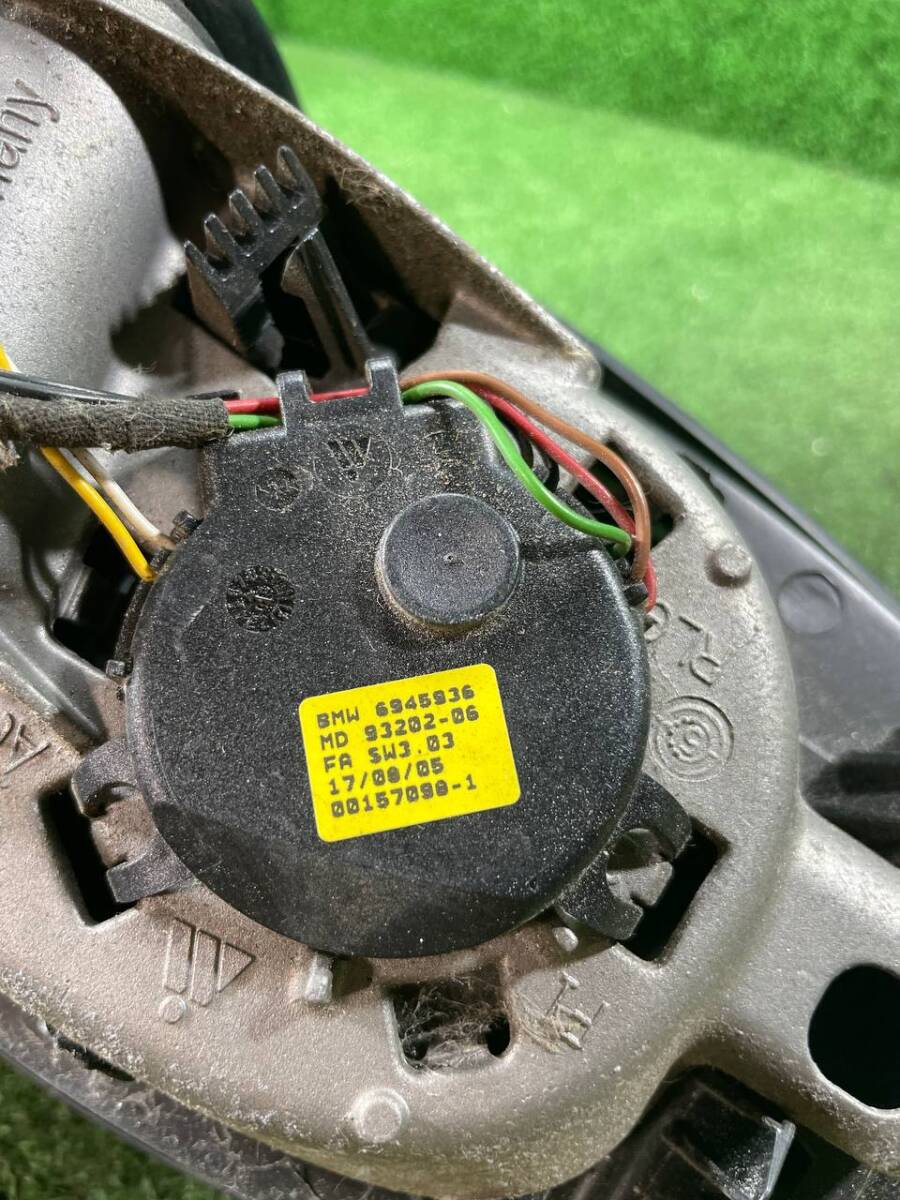 BMW 6945936
MD 93202-06
FA SW3.03
17/08/05
00157098-1